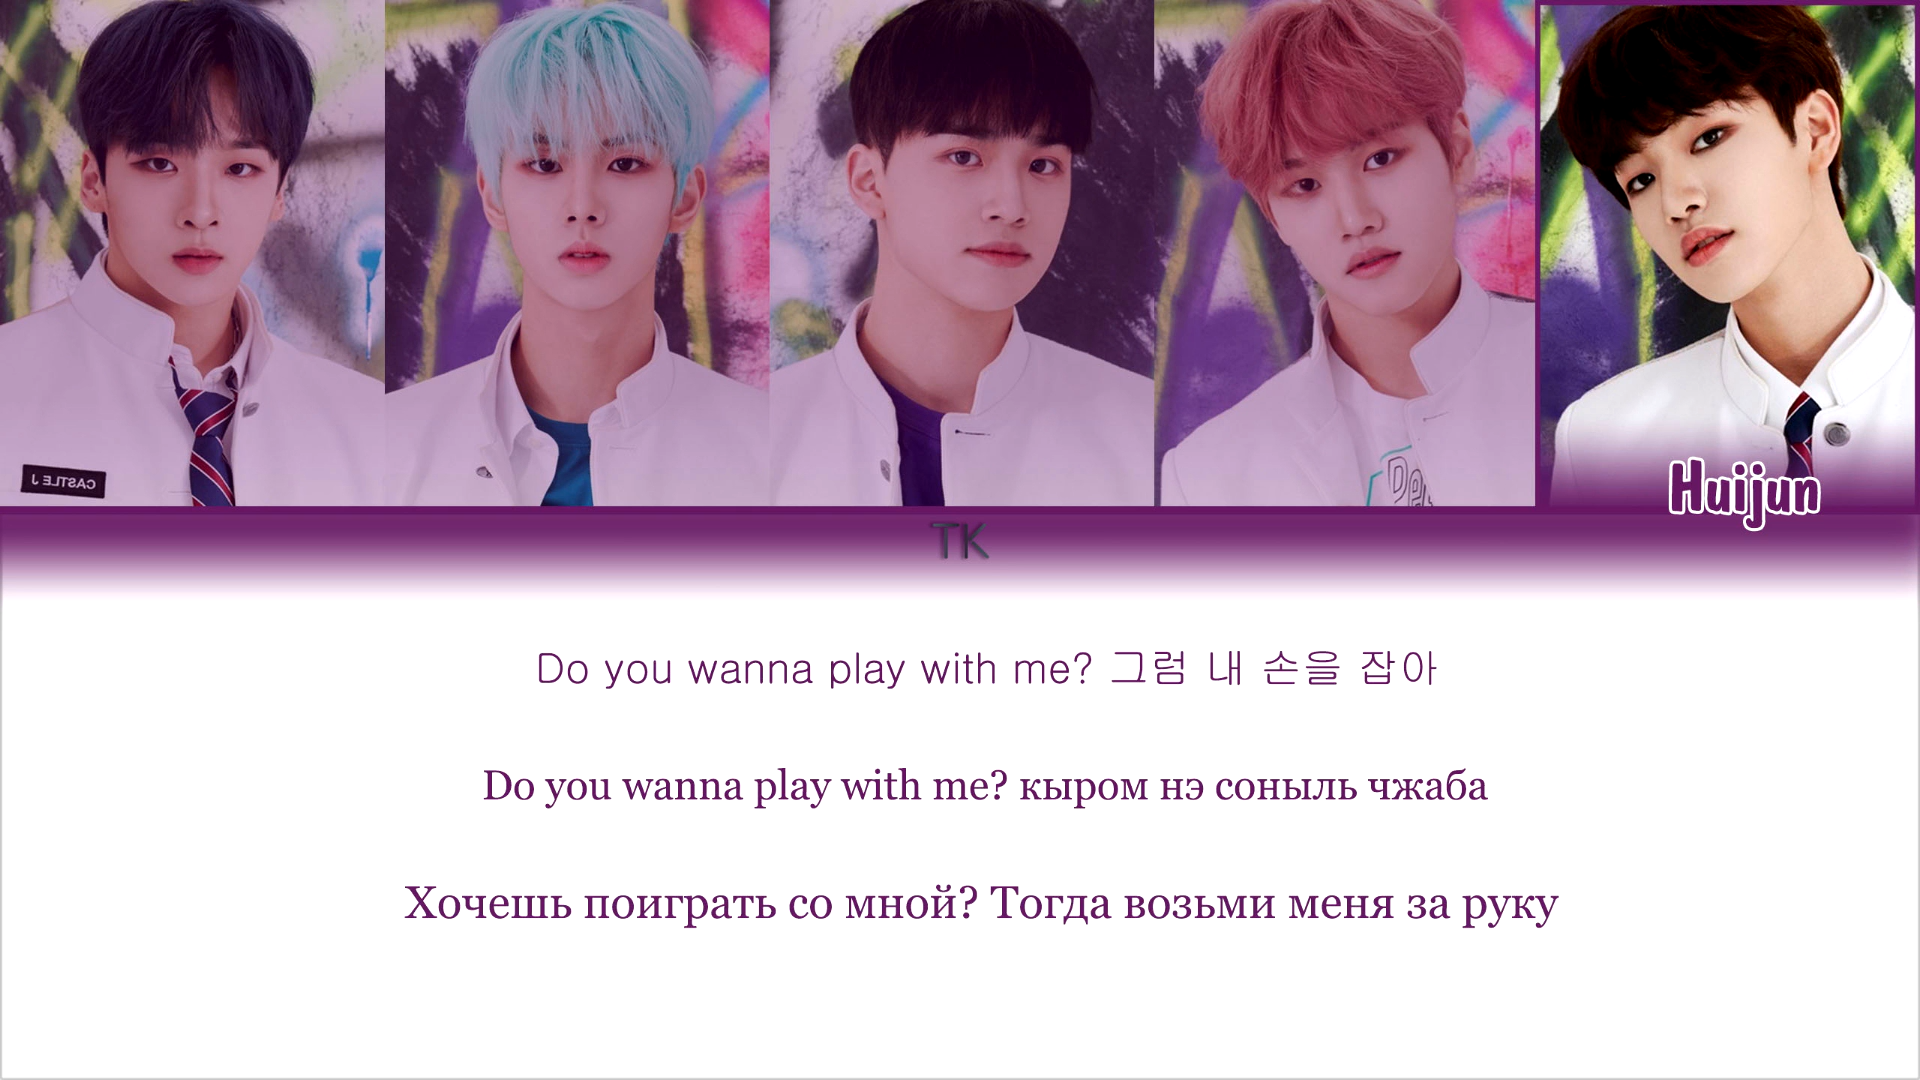 CASTLE J
De
Huijun
TK
Do you wanna play with me? 그럼 내 손을 잡아
Do you wanna play with me? кыром нэ соныль чжаба
Хочешь поиграть со мной? Тогда возьми меня за руку